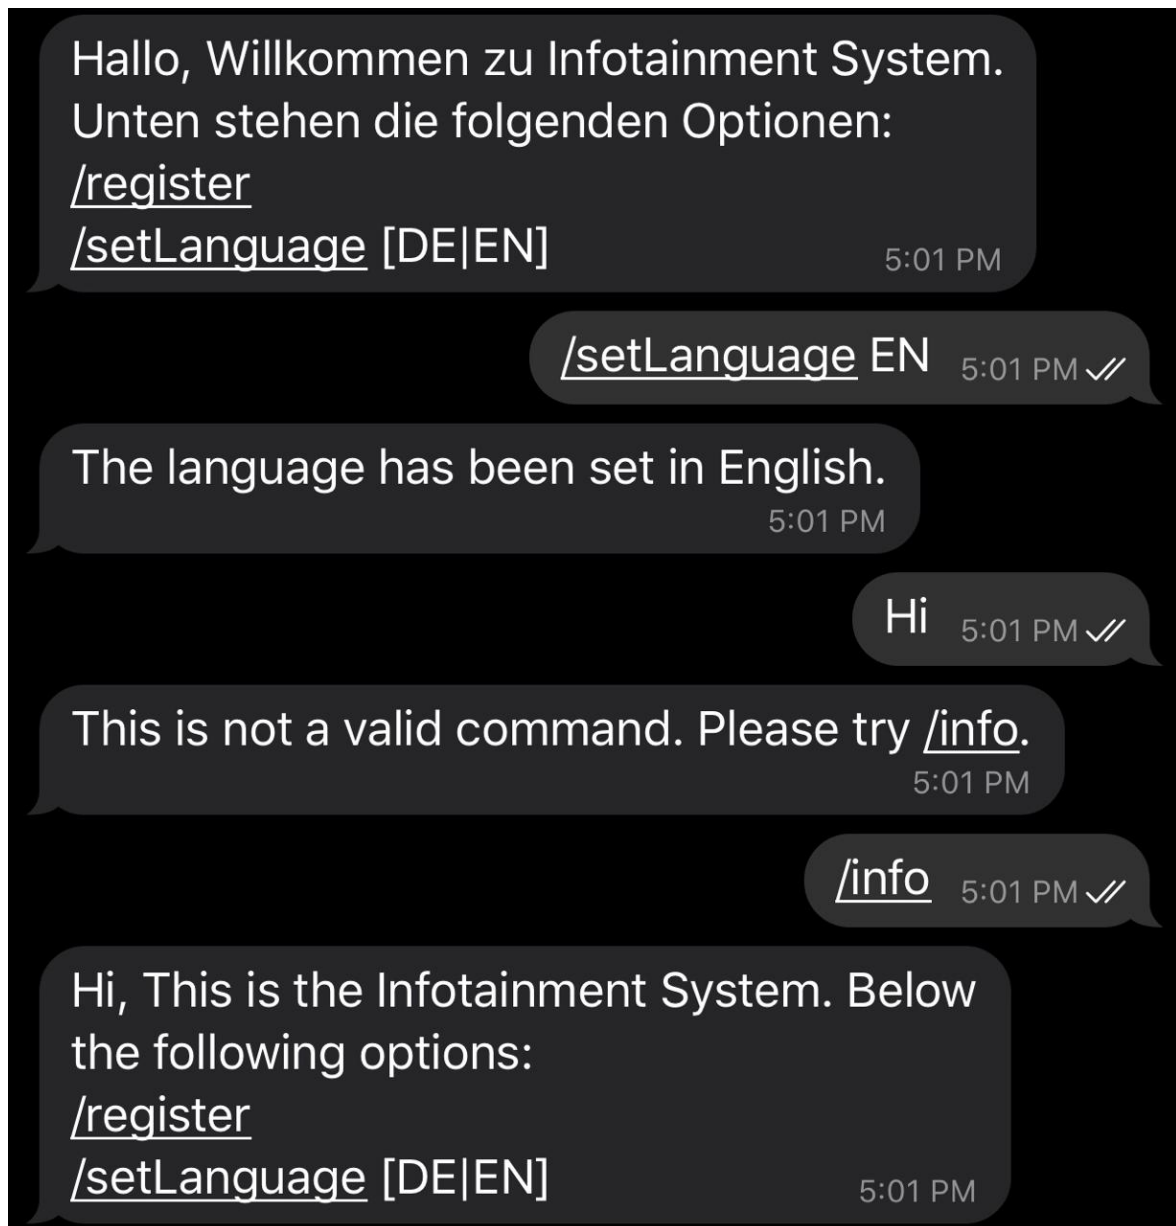 Hallo, Willkommen zu Infotainment System.
Unten stehen die folgenden Optionen:
/register
/setLanguage [DE|EN]
5:01 PM
/setLanguage EN 5:01 PM
The language has been set in English.
5:01 PM
Hi 5:01 PM
This is not a valid command. Please try /info.
5:01 PM
/info 5:01 PM
Hi, This is the Infotainment System. Below
the following options:
/register
/setLanguage [DE|EN]
5:01 PM